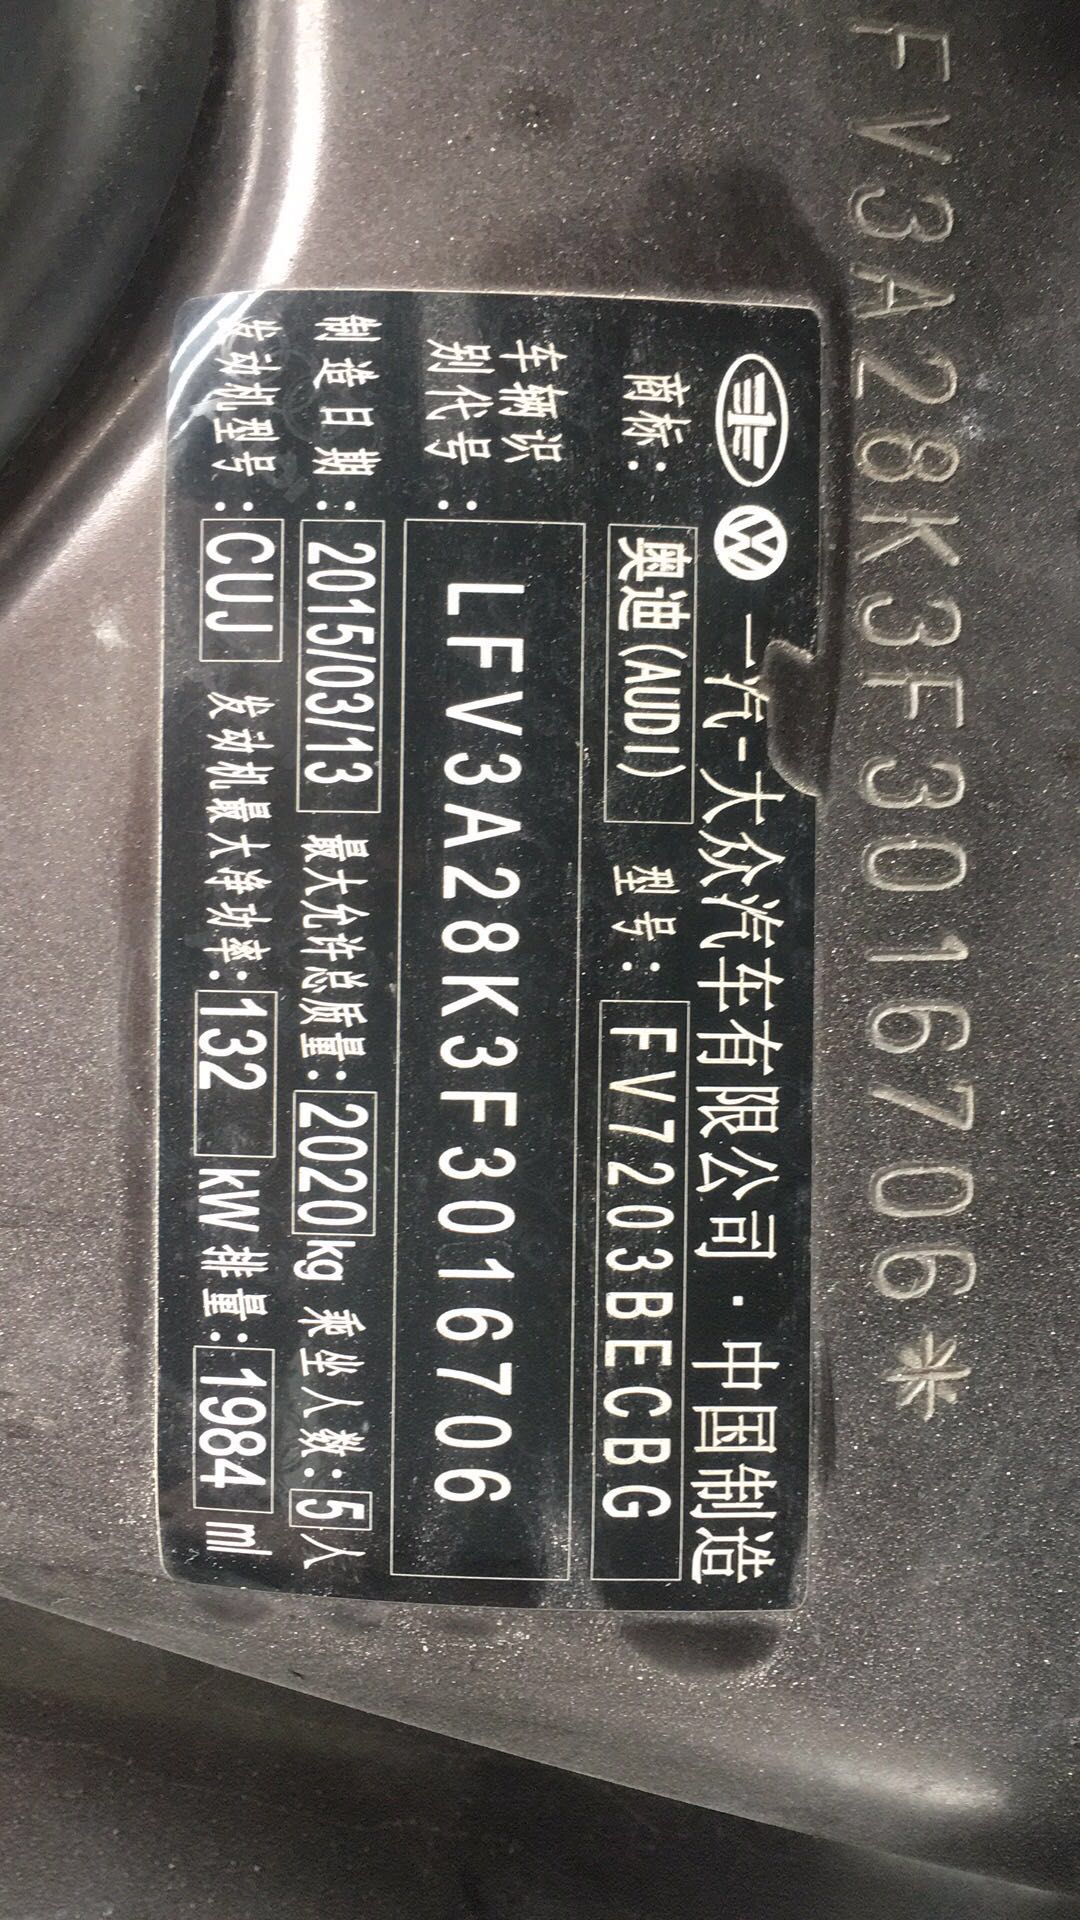 FV3A28K3F3016706*
一汽-大众汽车有限公司·中国制造
商标: 奥迪(AUDI) 型号: FV7203BECBG
车辆识
别代号: LFV3A28K3F3016706
制造日期: 2015/03/13 最大允许总质量: 2020kg 乘坐人数: 5人
发动机型号: CUJ 发动机最大净功率: 132 kW 排量: 1984 ml